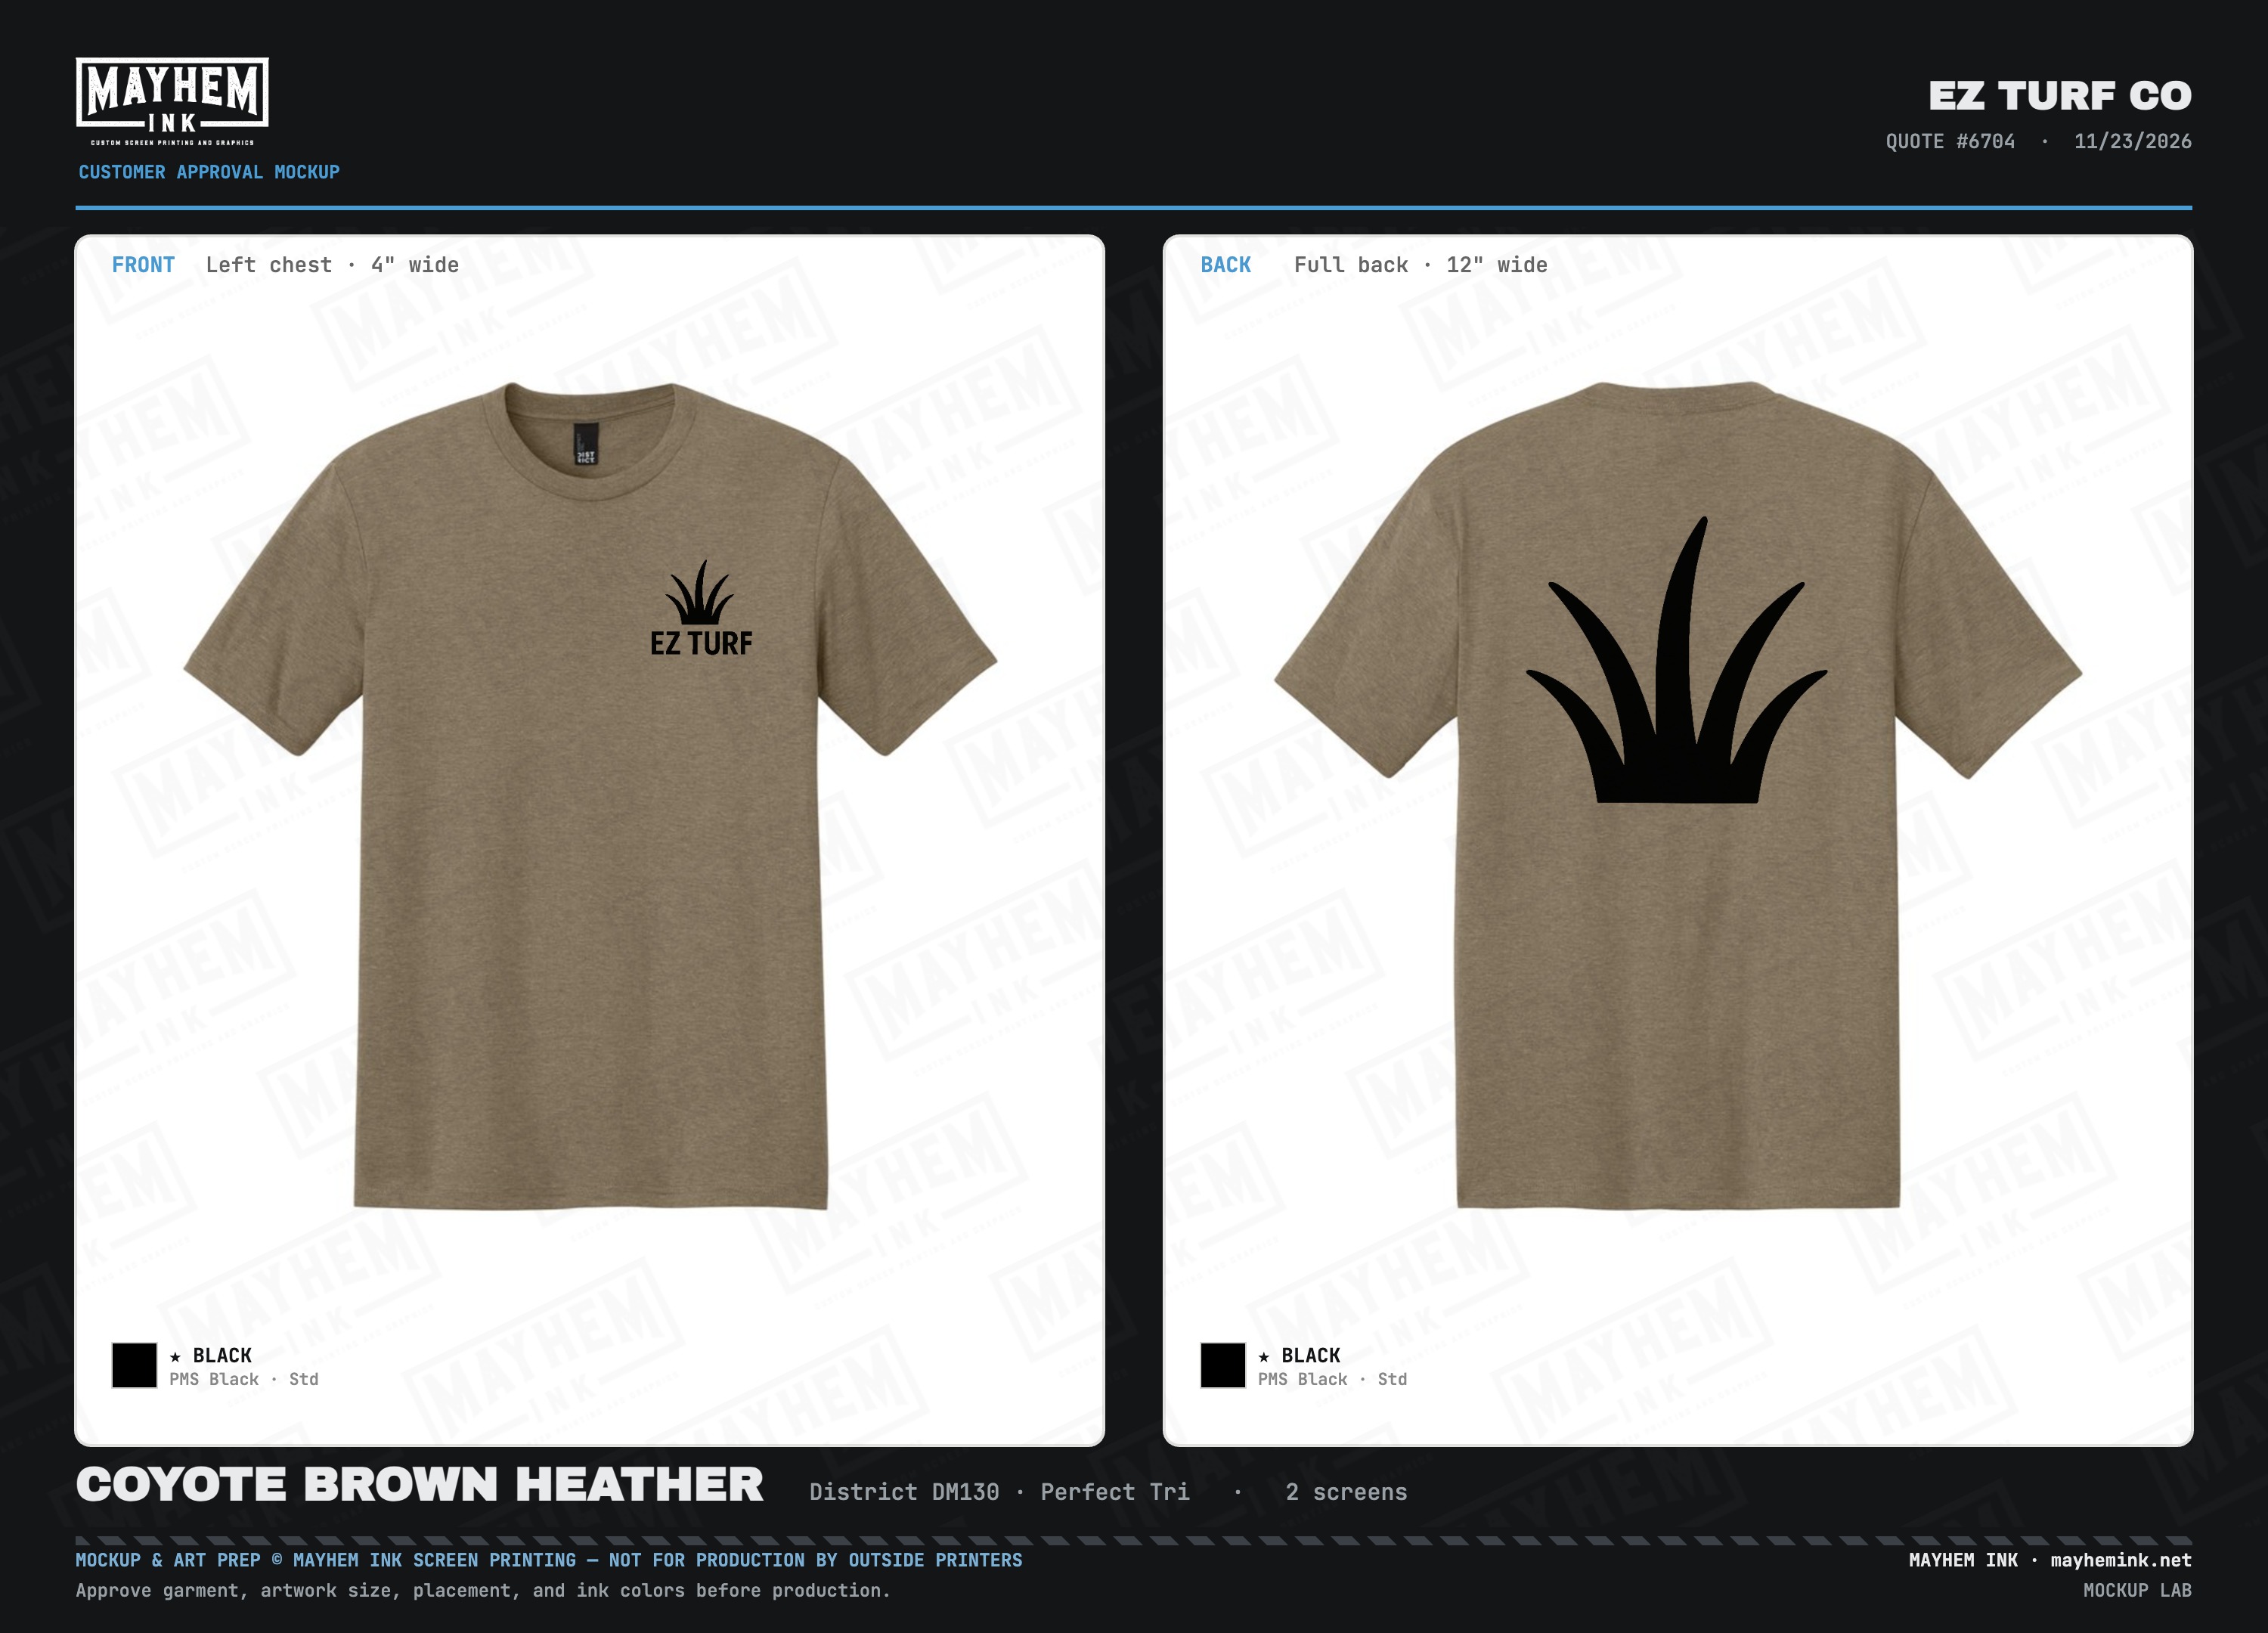 MAYHEM
INK
CUSTOM SCREEN PRINTING AND GRAPHICS
CUSTOMER APPROVAL MOCKUP
EZ TURF CO
QUOTE #6704 · 11/23/2026
FRONT Left chest · 4" wide
DIST
RICT
EZ TURF
★ BLACK
PMS Black · Std
BACK Full back · 12" wide
★ BLACK
PMS Black · Std
COYOTE BROWN HEATHER District DM130 · Perfect Tri · 2 screens
MOCKUP & ART PREP © MAYHEM INK SCREEN PRINTING — NOT FOR PRODUCTION BY OUTSIDE PRINTERS
Approve garment, artwork size, placement, and ink colors before production.
MAYHEM INK · mayhemink.net
MOCKUP LAB